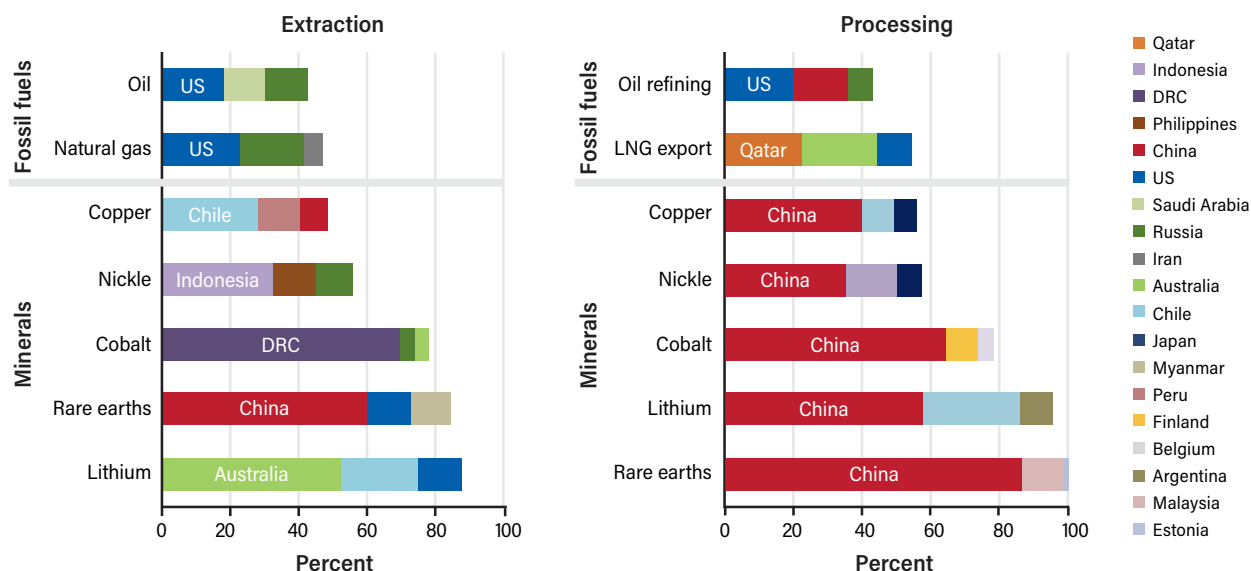 Extraction
Fossil fuels
Oil
US
Natural gas
US
Minerals
Copper
Chile
Nickle
Indonesia
Cobalt
DRC
Rare earths
China
Lithium
Australia
0 20 40 60 80 100
Percent
Processing
Fossil fuels
Oil refining
US
LNG export
Qatar
Minerals
Copper
China
Nickle
China
Cobalt
China
Lithium
China
Rare earths
China
0 20 40 60 80 100
Percent
Qatar
Indonesia
DRC
Philippines
China
US
Saudi Arabia
Russia
Iran
Australia
Chile
Japan
Myanmar
Peru
Finland
Belgium
Argentina
Malaysia
Estonia